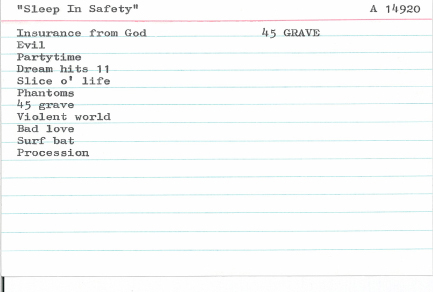 "Sleep In Safety" A 14920
Insurance from God 45 GRAVE
Evil
Partytime
Dream hits 11
Slice o' life
Phantoms
45 grave
Violent world
Bad love
Surf bat
Procession